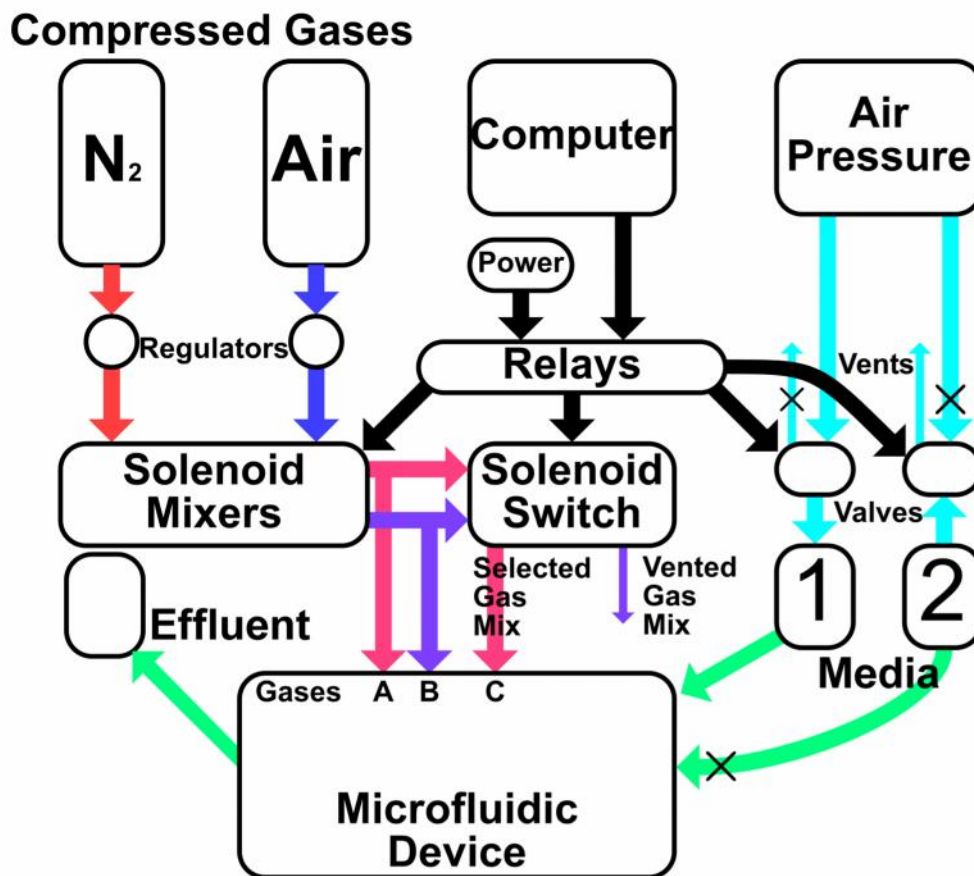 Compressed Gases
N₂
Air
Computer
Air
Pressure
Power
Regulators
Relays
Vents
Solenoid
Mixers
Solenoid
Switch
Valves
Selected
Gas
Mix
Vented
Gas
Mix
1
2
Effluent
Media
Gases A B C
Microfluidic
Device